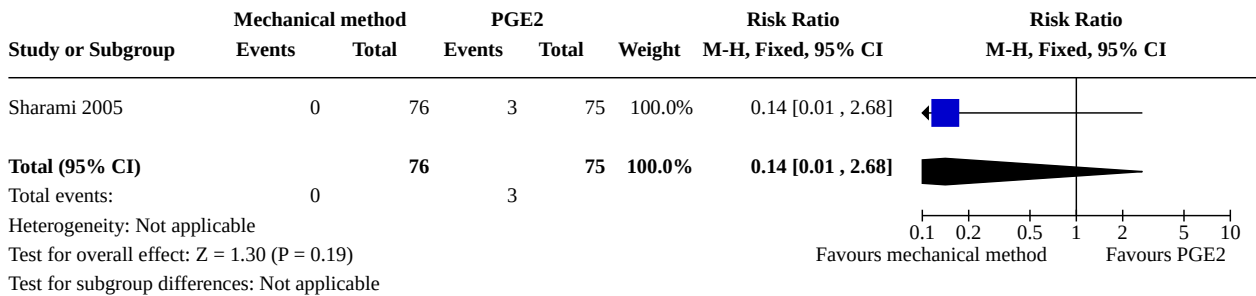 Mechanical method PGE2 Risk Ratio Risk Ratio
Study or Subgroup Events Total Events Total Weight M-H, Fixed, 95% CI M-H, Fixed, 95% CI
Sharami 2005 0 76 3 75 100.0% 0.14 [0.01 , 2.68]
Total (95% CI) 76 75 100.0% 0.14 [0.01 , 2.68]
Total events: 0 3
Heterogeneity: Not applicable
0.1 0.2 0.5 1 2 5 10
Test for overall effect: Z = 1.30 (P = 0.19) Favours mechanical method Favours PGE2
Test for subgroup differences: Not applicable